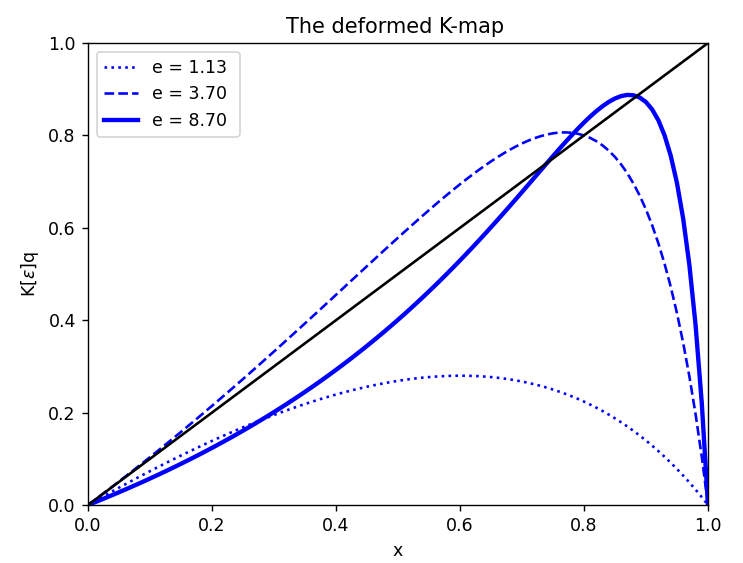 The deformed K-map
e = 1.13
e = 3.70
e = 8.70
K[ε]q
1.0
0.8
0.6
0.4
0.2
0.0
0.0 0.2 0.4 0.6 0.8 1.0
x